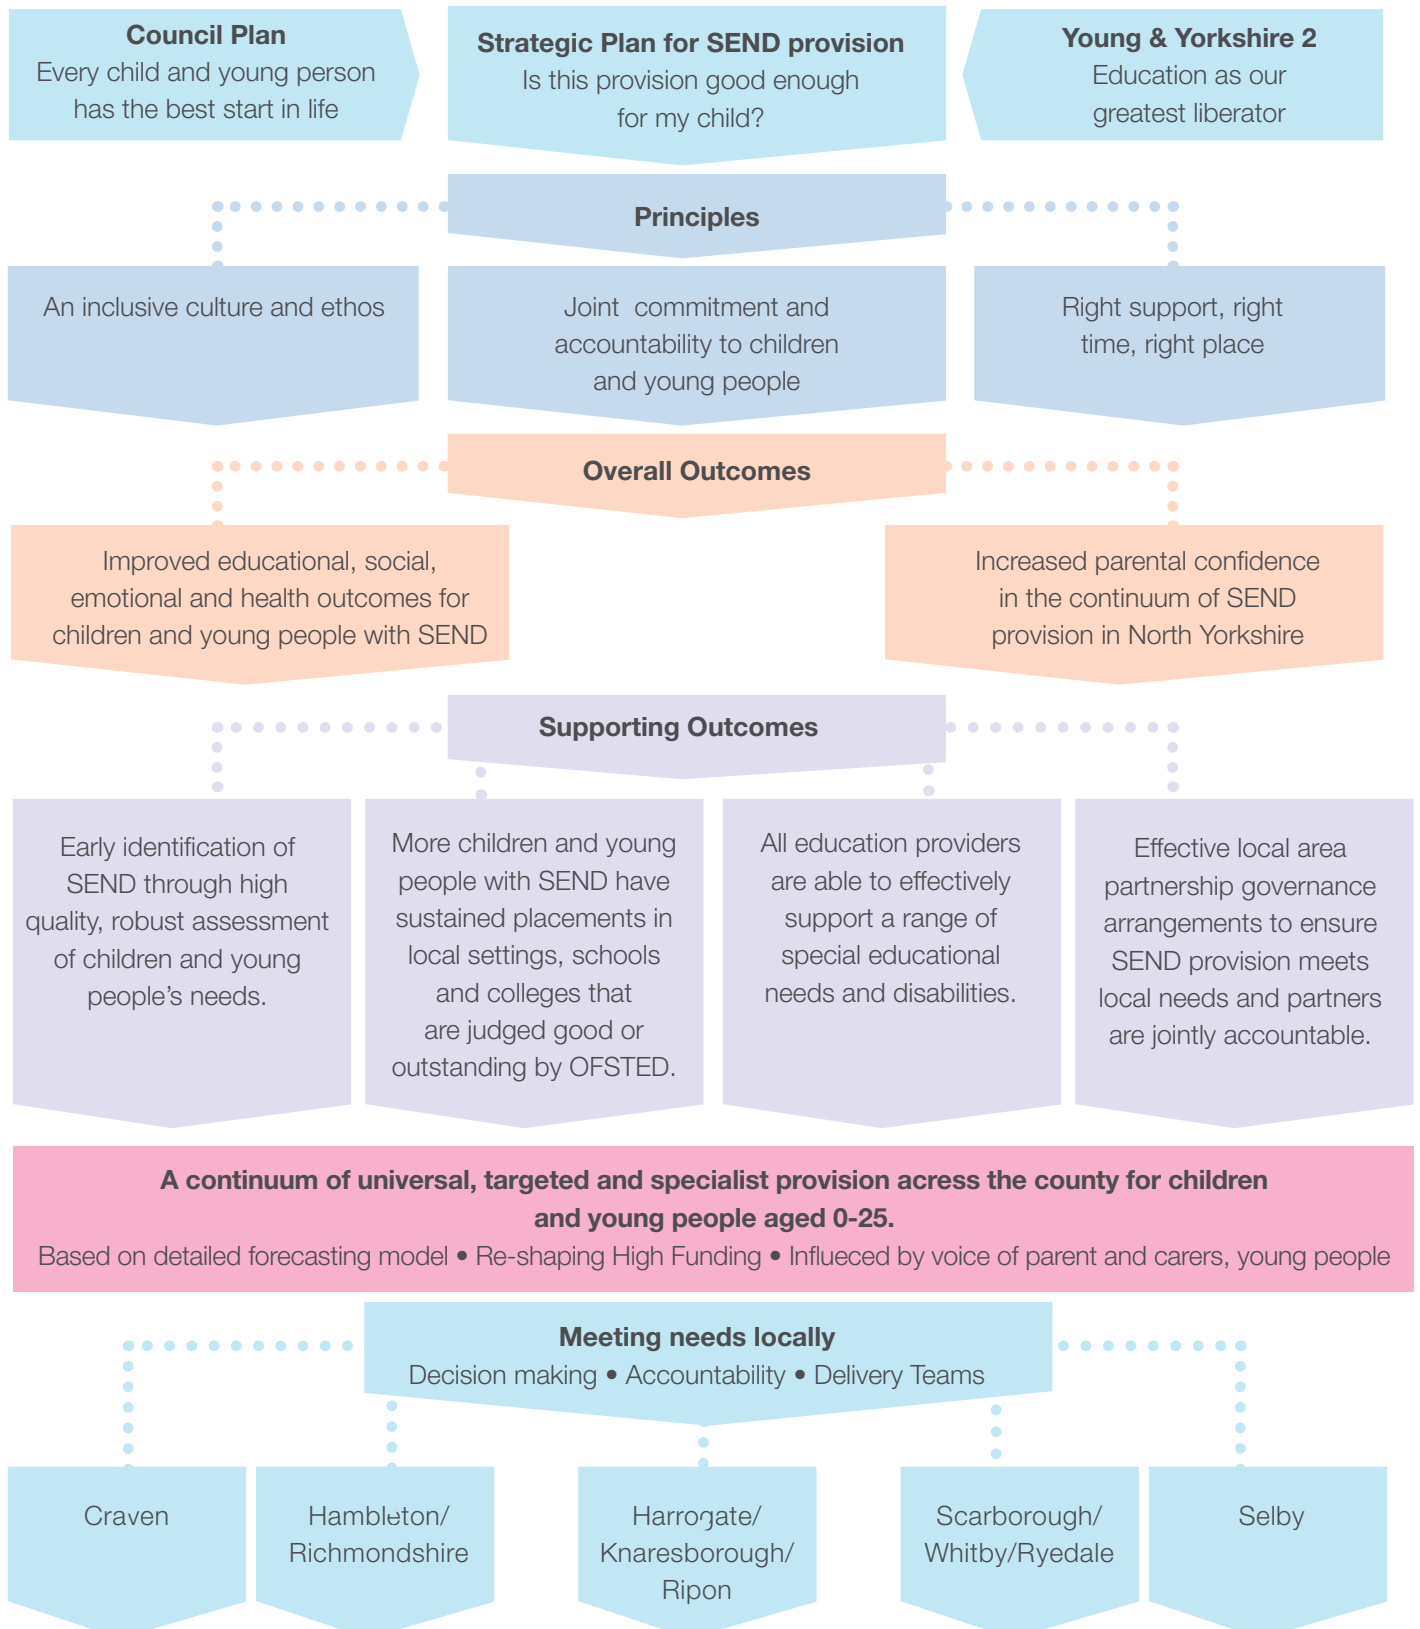 Council Plan
Every child and young person
has the best start in life
Strategic Plan for SEND provision
Is this provision good enough
for my child?
Young & Yorkshire 2
Education as our
greatest liberator
Principles
An inclusive culture and ethos
Joint commitment and
accountability to children
and young people
Right support, right
time, right place
Overall Outcomes
Improved educational, social,
emotional and health outcomes for
children and young people with SEND
Increased parental confidence
in the continuum of SEND
provision in North Yorkshire
Supporting Outcomes
Early identification of
SEND through high
quality, robust assessment
of children and young
people's needs.
More children and young
people with SEND have
sustained placements in
local settings, schools
and colleges that
are judged good or
outstanding by OFSTED.
All education providers
are able to effectively
support a range of
special educational
needs and disabilities.
Effective local area
partnership governance
arrangements to ensure
SEND provision meets
local needs and partners
are jointly accountable.
A continuum of universal, targeted and specialist provision across the county for children
and young people aged 0-25.
Based on detailed forecasting model • Re-shaping High Funding • Influeced by voice of parent and carers, young people
Meeting needs locally
Decision making • Accountability • Delivery Teams
Craven
Hambleton/
Richmondshire
Harrogate/
Knaresborough/
Ripon
Scarborough/
Whitby/Ryedale
Selby